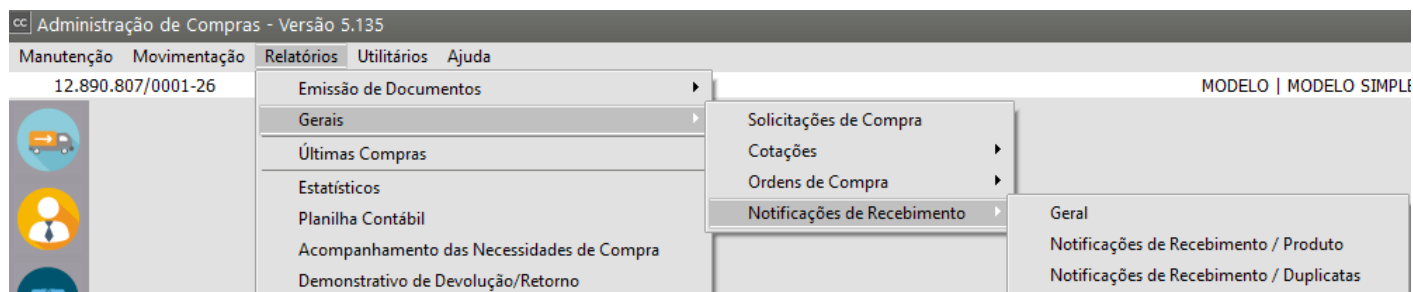 cc Administração de Compras - Versão 5.135
Manutenção Movimentação Relatórios Utilitários Ajuda
12.890.807/0001-26 MODELO | MODELO SIMPLE
Emissão de Documentos
Gerais
Últimas Compras
Estatísticos
Planilha Contábil
Acompanhamento das Necessidades de Compra
Demonstrativo de Devolução/Retorno
Solicitações de Compra
Cotações
Ordens de Compra
Notificações de Recebimento
Geral
Notificações de Recebimento / Produto
Notificações de Recebimento / Duplicatas